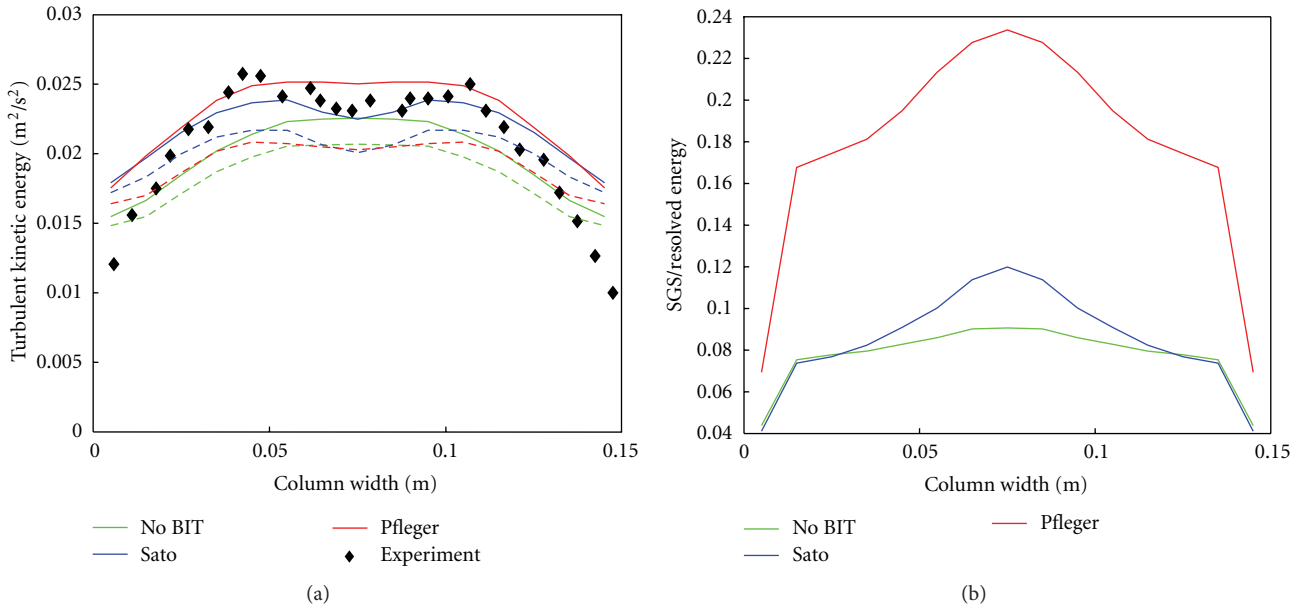 0.03
0.025
0.02
0.015
0.01
0.005
0
Turbulent kinetic energy (m²/s²)
0 0.05 0.1 0.15
Column width (m)
No BIT
Sato
Pfleger
Experiment
(a)
0.24
0.22
0.2
0.18
0.16
0.14
0.12
0.1
0.08
0.06
0.04
SGS/resolved energy
0 0.05 0.1 0.15
Column width (m)
No BIT
Sato
Pfleger
(b)